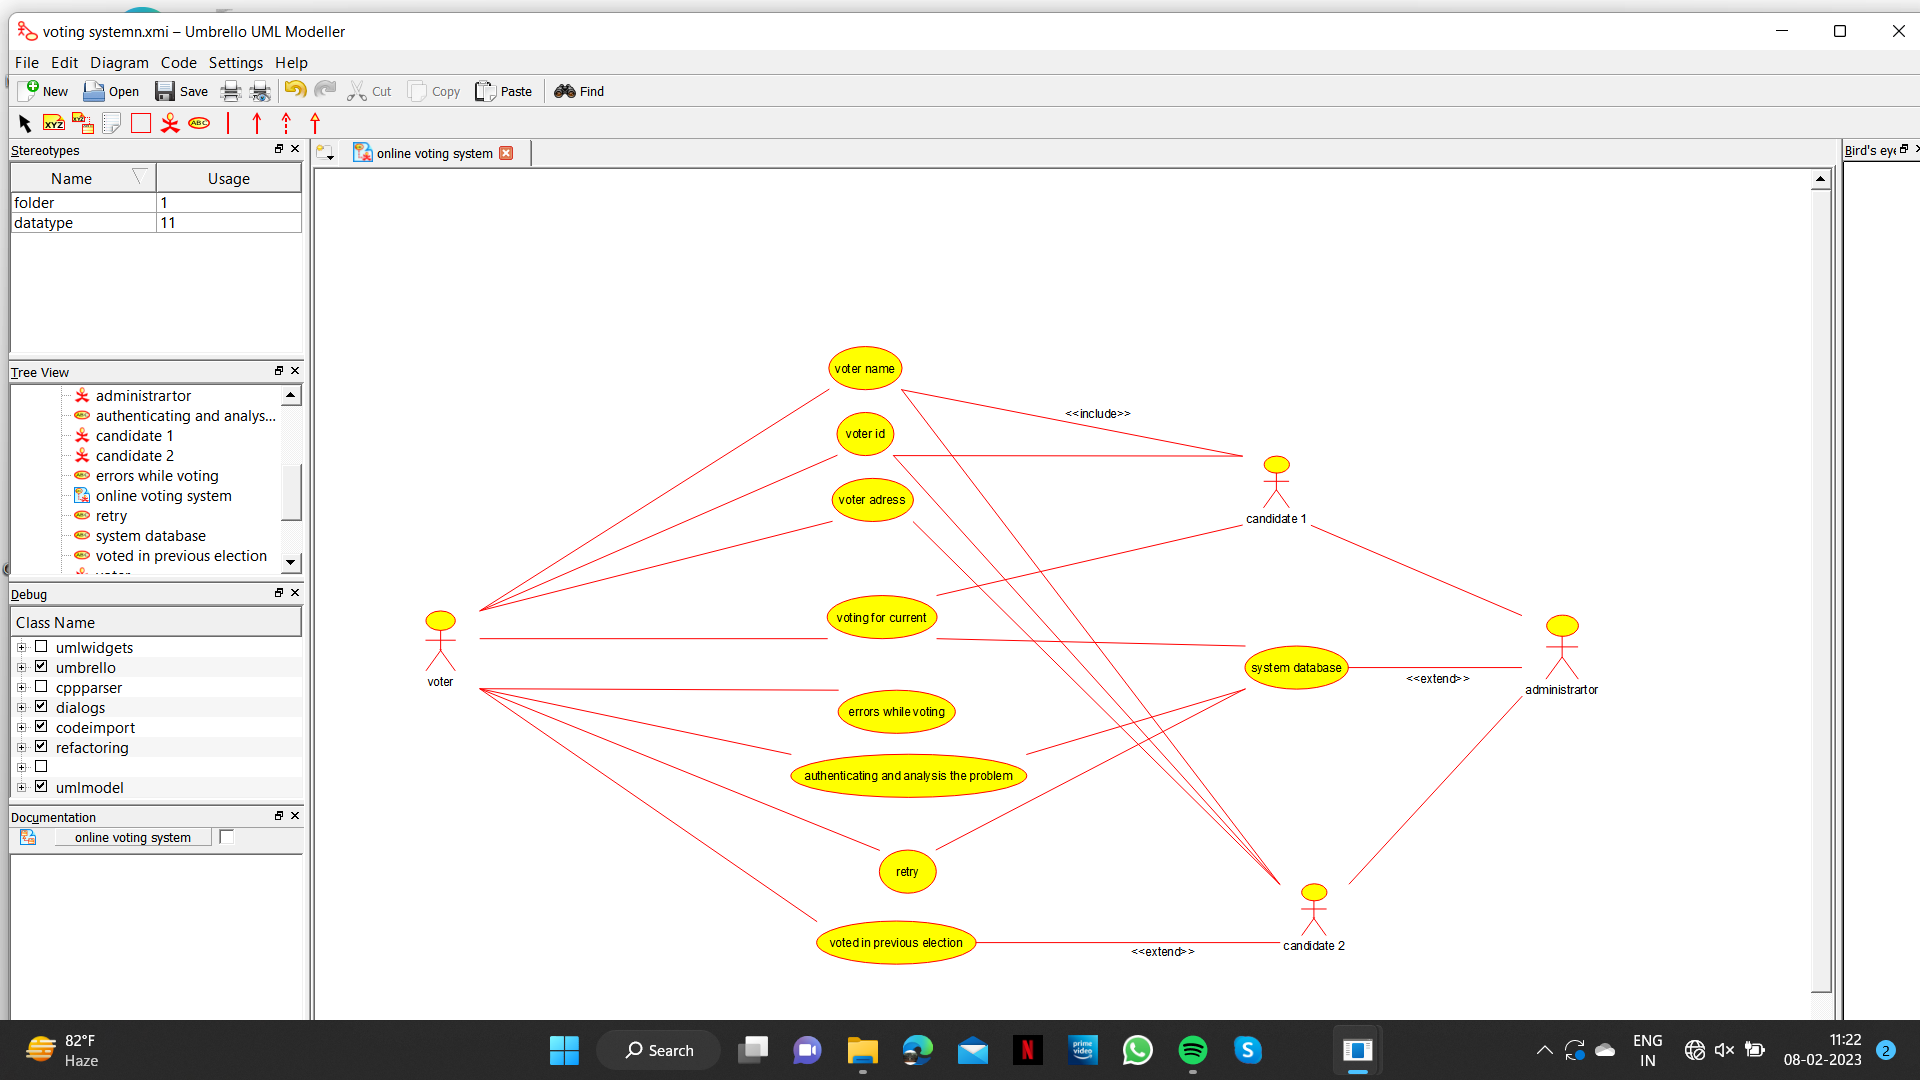 voting systemn.xmi – Umbrello UML Modeller
File Edit Diagram Code Settings Help
New Open Save Cut Copy Paste Find
XYZ XYZ ABC
Stereotypes
online voting system
Bird's eye
Name Usage
folder 1
datatype 11
Tree View
administrartor
authenticating and analys...
candidate 1
candidate 2
errors while voting
online voting system
retry
system database
voted in previous election
Debug
Class Name
umlwidgets
umbrello
cppparser
dialogs
codeimport
refactoring
umlmodel
Documentation
online voting system
voter name
<<include>>
voter id
voter adress
candidate 1
voting for current
voter
system database
<<extend>>
administrartor
errors while voting
authenticating and analysis the problem
retry
voted in previous election
<<extend>>
candidate 2
82°F
Haze
Search
prime
video
ENG
IN
11:22
08-02-2023
2